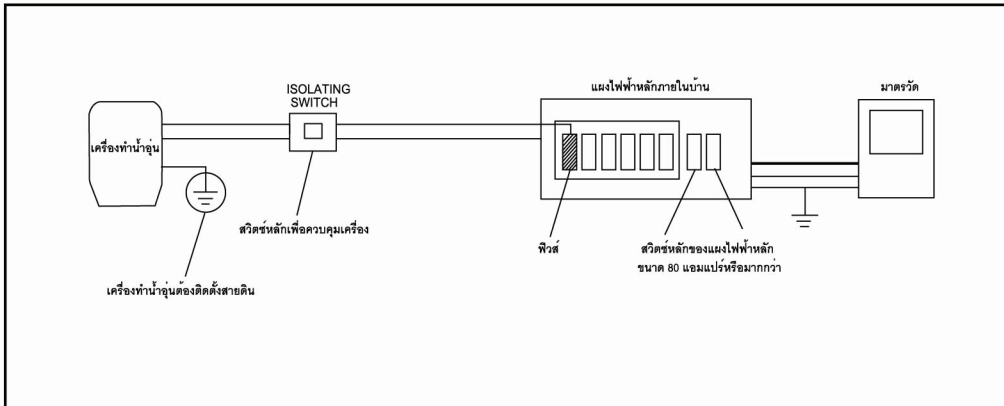 ISOLATING
SWITCH
แผงไฟฟ้าหลักภายในบ้าน
มาตรวัด
เครื่องทำน้ำอุ่น
สวิตซ์หลักเพื่อควบคุมเครื่อง
ฟิวส์
สวิตซ์หลักของแผงไฟฟ้าหลัก
ขนาด 80 แอมแปร์หรือมากกว่า
เครื่องทำน้ำอุ่นต้องติดตั้งสายดิน